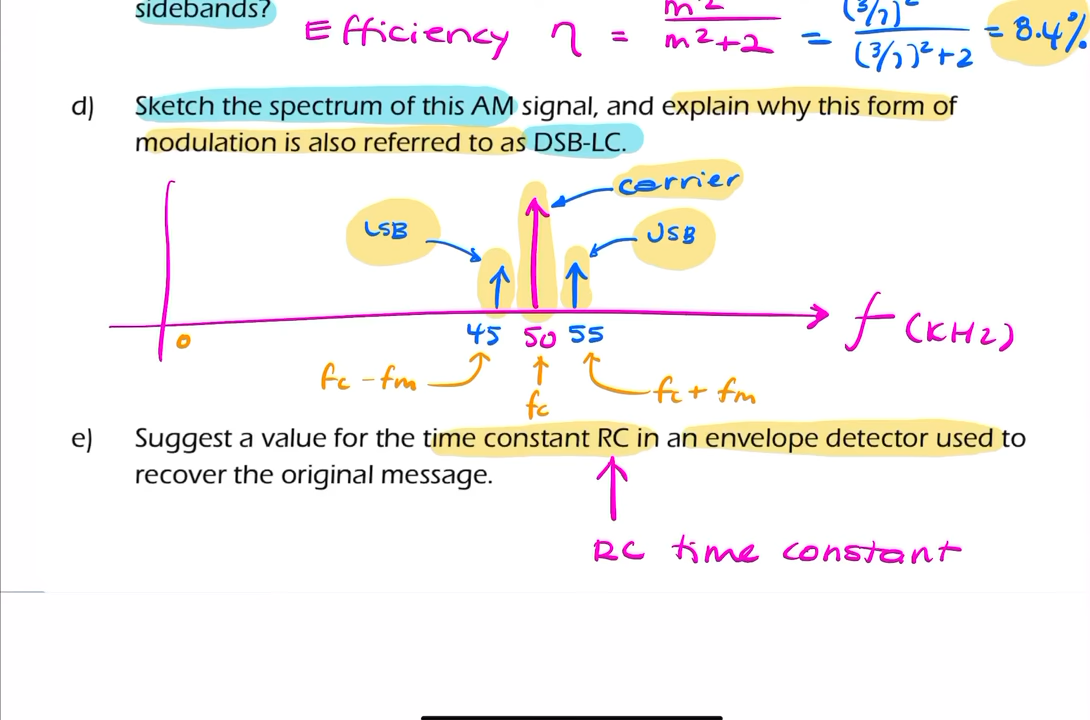 sidebands?
Efficiency η = m²/m²+2 = (3/7)²/(3/7)²+2 = 8.4%
d) Sketch the spectrum of this AM signal, and explain why this form of
modulation is also referred to as DSB-LC.
carrier
LSB
USB
0
45 50 55
f (KHz)
fc - fm
fc
fc + fm
e) Suggest a value for the time constant RC in an envelope detector used to
recover the original message.
RC time constant